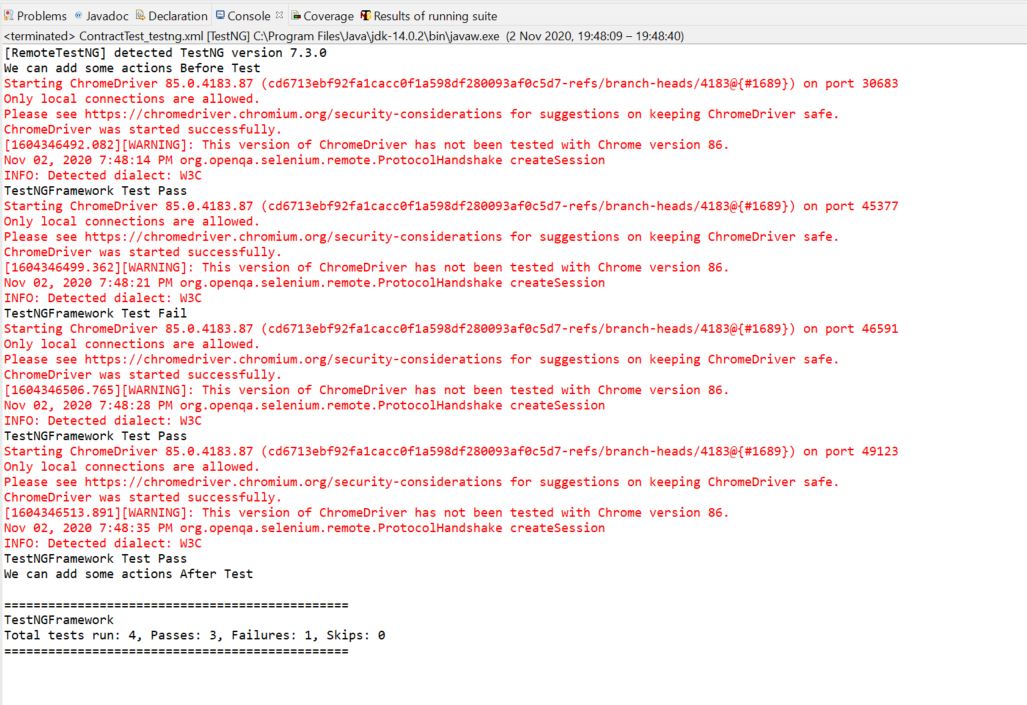 Problems Javadoc Declaration Console Coverage Results of running suite
<terminated> ContractTest_testng.xml [TestNG] C:\Program Files\Java\jdk-14.0.2\bin\javaw.exe (2 Nov 2020, 19:48:09 – 19:48:40)
[RemoteTestNG] detected TestNG version 7.3.0
We can add some actions Before Test
Starting ChromeDriver 85.0.4183.87 (cd6713ebf92fa1cacc0f1a598df280093af0c5d7-refs/branch-heads/4183@{#1689}) on port 30683
Only local connections are allowed.
Please see https://chromedriver.chromium.org/security-considerations for suggestions on keeping ChromeDriver safe.
ChromeDriver was started successfully.
[1604346492.082][WARNING]: This version of ChromeDriver has not been tested with Chrome version 86.
Nov 02, 2020 7:48:14 PM org.openqa.selenium.remote.ProtocolHandshake createSession
INFO: Detected dialect: W3C
TestNGFramework Test Pass
Starting ChromeDriver 85.0.4183.87 (cd6713ebf92fa1cacc0f1a598df280093af0c5d7-refs/branch-heads/4183@{#1689}) on port 45377
Only local connections are allowed.
Please see https://chromedriver.chromium.org/security-considerations for suggestions on keeping ChromeDriver safe.
ChromeDriver was started successfully.
[1604346499.362][WARNING]: This version of ChromeDriver has not been tested with Chrome version 86.
Nov 02, 2020 7:48:21 PM org.openqa.selenium.remote.ProtocolHandshake createSession
INFO: Detected dialect: W3C
TestNGFramework Test Fail
Starting ChromeDriver 85.0.4183.87 (cd6713ebf92fa1cacc0f1a598df280093af0c5d7-refs/branch-heads/4183@{#1689}) on port 46591
Only local connections are allowed.
Please see https://chromedriver.chromium.org/security-considerations for suggestions on keeping ChromeDriver safe.
ChromeDriver was started successfully.
[1604346506.765][WARNING]: This version of ChromeDriver has not been tested with Chrome version 86.
Nov 02, 2020 7:48:28 PM org.openqa.selenium.remote.ProtocolHandshake createSession
INFO: Detected dialect: W3C
TestNGFramework Test Pass
Starting ChromeDriver 85.0.4183.87 (cd6713ebf92fa1cacc0f1a598df280093af0c5d7-refs/branch-heads/4183@{#1689}) on port 49123
Only local connections are allowed.
Please see https://chromedriver.chromium.org/security-considerations for suggestions on keeping ChromeDriver safe.
ChromeDriver was started successfully.
[1604346513.891][WARNING]: This version of ChromeDriver has not been tested with Chrome version 86.
Nov 02, 2020 7:48:35 PM org.openqa.selenium.remote.ProtocolHandshake createSession
INFO: Detected dialect: W3C
TestNGFramework Test Pass
We can add some actions After Test
===============================================
TestNGFramework
Total tests run: 4, Passes: 3, Failures: 1, Skips: 0
===============================================